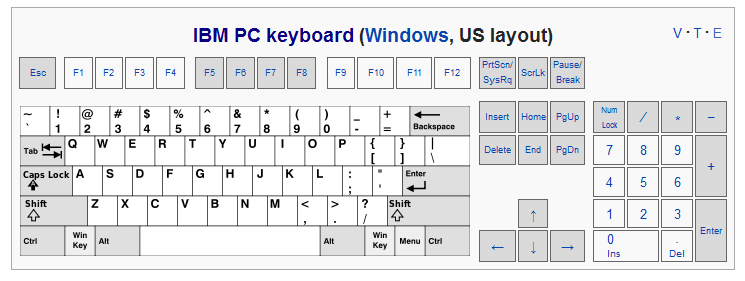 IBM PC keyboard (Windows, US layout)
V · T · E
Esc F1 F2 F3 F4 F5 F6 F7 F8 F9 F10 F11 F12 PrtScn/ SysRq ScrLk Pause/ Break
~ ! @ # $ % ^ & * ( ) _ + Backspace
` 1 2 3 4 5 6 7 8 9 0 - =
Tab Q W E R T Y U I O P { } |
[ ] \
Caps Lock A S D F G H J K L : " Enter
; '
Shift Z X C V B N M < > ? Shift
, . /
Ctrl Win Key Alt Alt Win Key Menu Ctrl
Insert Home PgUp
Delete End PgDn
↑
← ↓ →
Num Lock / * -
7 8 9 +
4 5 6
1 2 3 Enter
0 Ins . Del